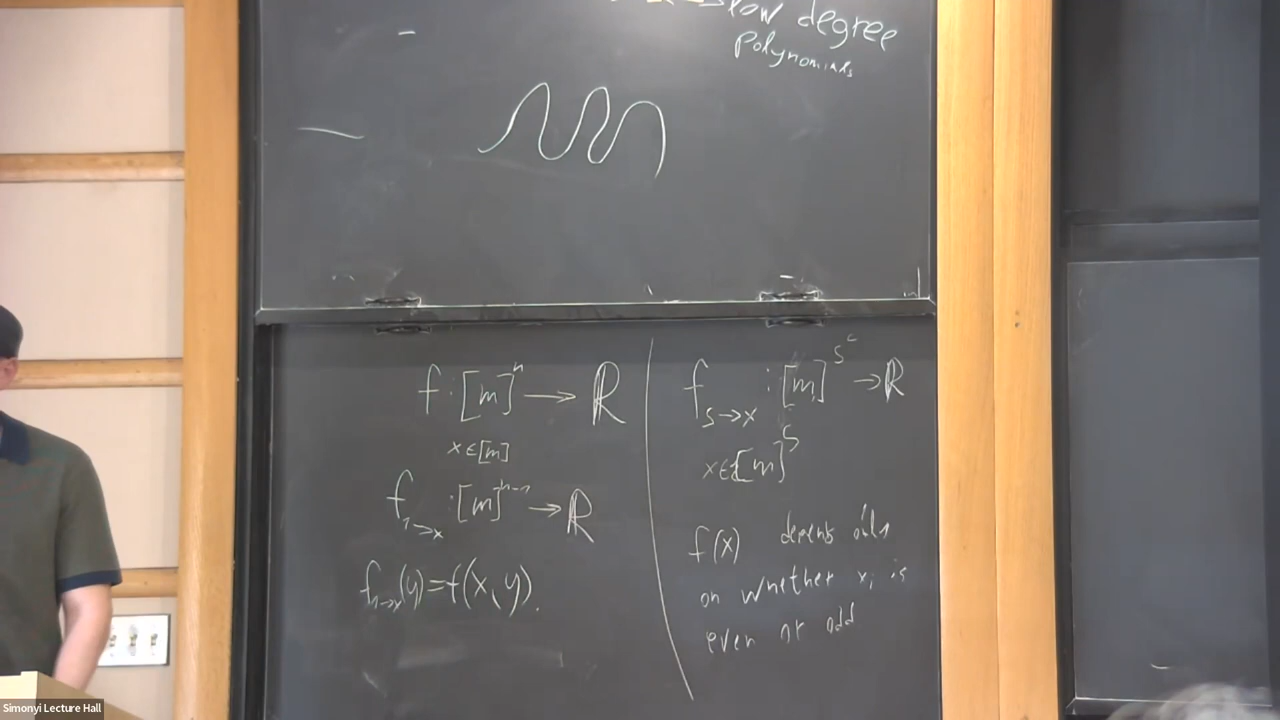 low degree
polynomials
f : [m]^n → ℝ
x ∈ [m]
f_{1→x} : [m]^{n-1} → ℝ
f_{1→x}(y) = f(x, y).
f_{S→x} : [m]^{S^c} → ℝ
x ∈ [m]^S
f(x) depends only
on whether x_i is
even or odd
Simonyi Lecture Hall